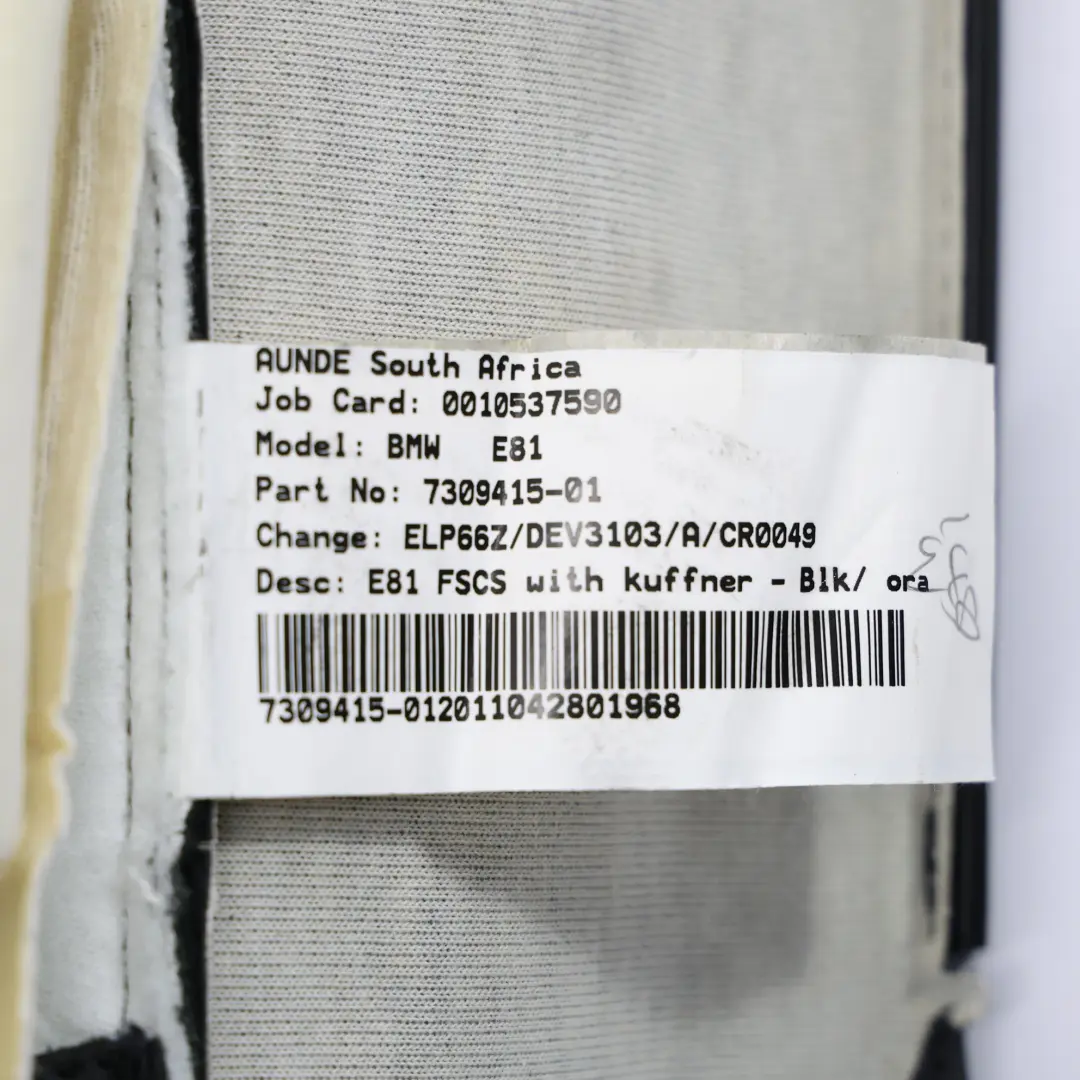 AUNDE South Africa
Job Card: 0010537590
Model: BMW E81
Part No: 7309415-01
Change: ELP66Z/DEV3103/A/CR0049
Desc: E81 FSCS with kuffner - Blk/ ora
7309415-012011042801968